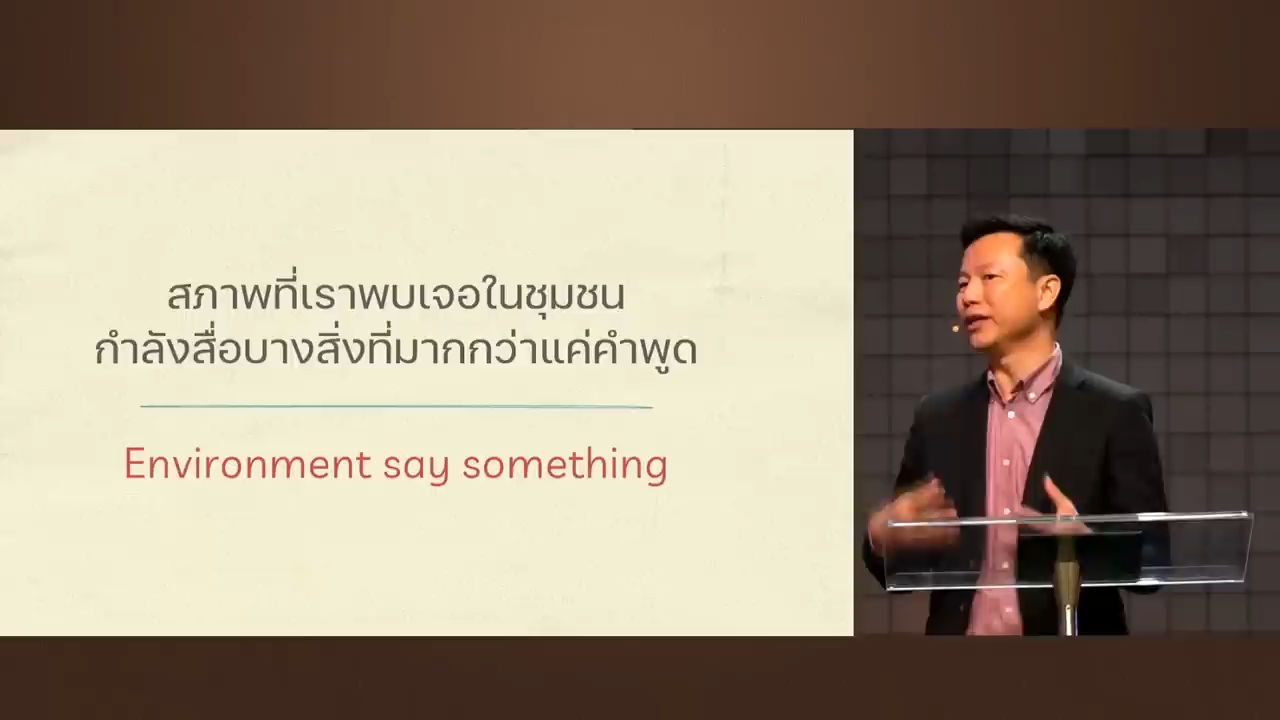 สภาพที่เราพบเจอในชุมชน
กำลังสื่อบางสิ่งที่มากกว่าแค่คำพูด
Environment say something